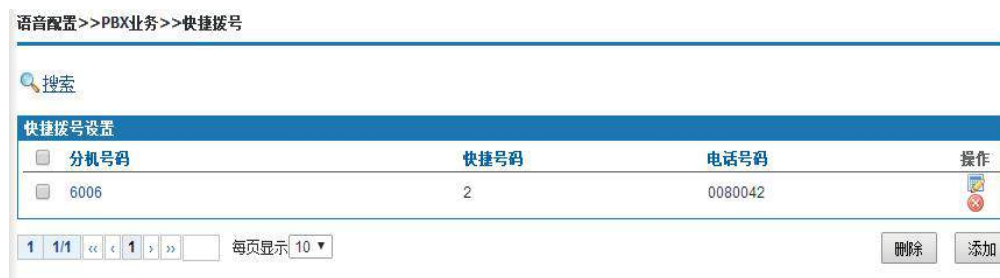 语音配置>>PBX业务>>快捷拨号
搜索
快捷拨号设置
分机号码 快捷号码 电话号码 操作
6006 2 0080042
1 1/1 « ‹ 1 › » 每页显示 10 ▼ 删除 添加